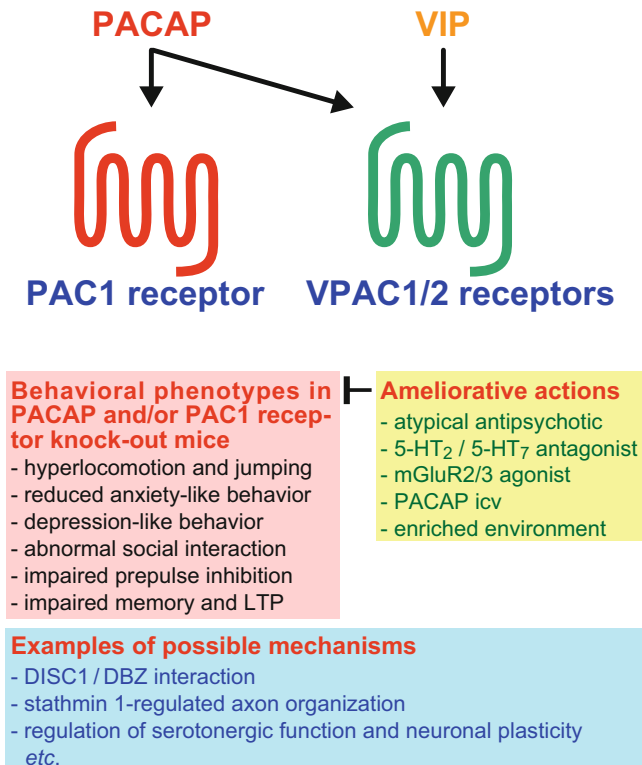 PACAP VIP
PAC1 receptor VPAC1/2 receptors
Behavioral phenotypes in
PACAP and/or PAC1 recep-
tor knock-out mice
- hyperlocomotion and jumping
- reduced anxiety-like behavior
- depression-like behavior
- abnormal social interaction
- impaired prepulse inhibition
- impaired memory and LTP
Ameliorative actions
- atypical antipsychotic
- 5-HT2 / 5-HT7 antagonist
- mGluR2/3 agonist
- PACAP icv
- enriched environment
Examples of possible mechanisms
- DISC1 / DBZ interaction
- stathmin 1-regulated axon organization
- regulation of serotonergic function and neuronal plasticity
etc.